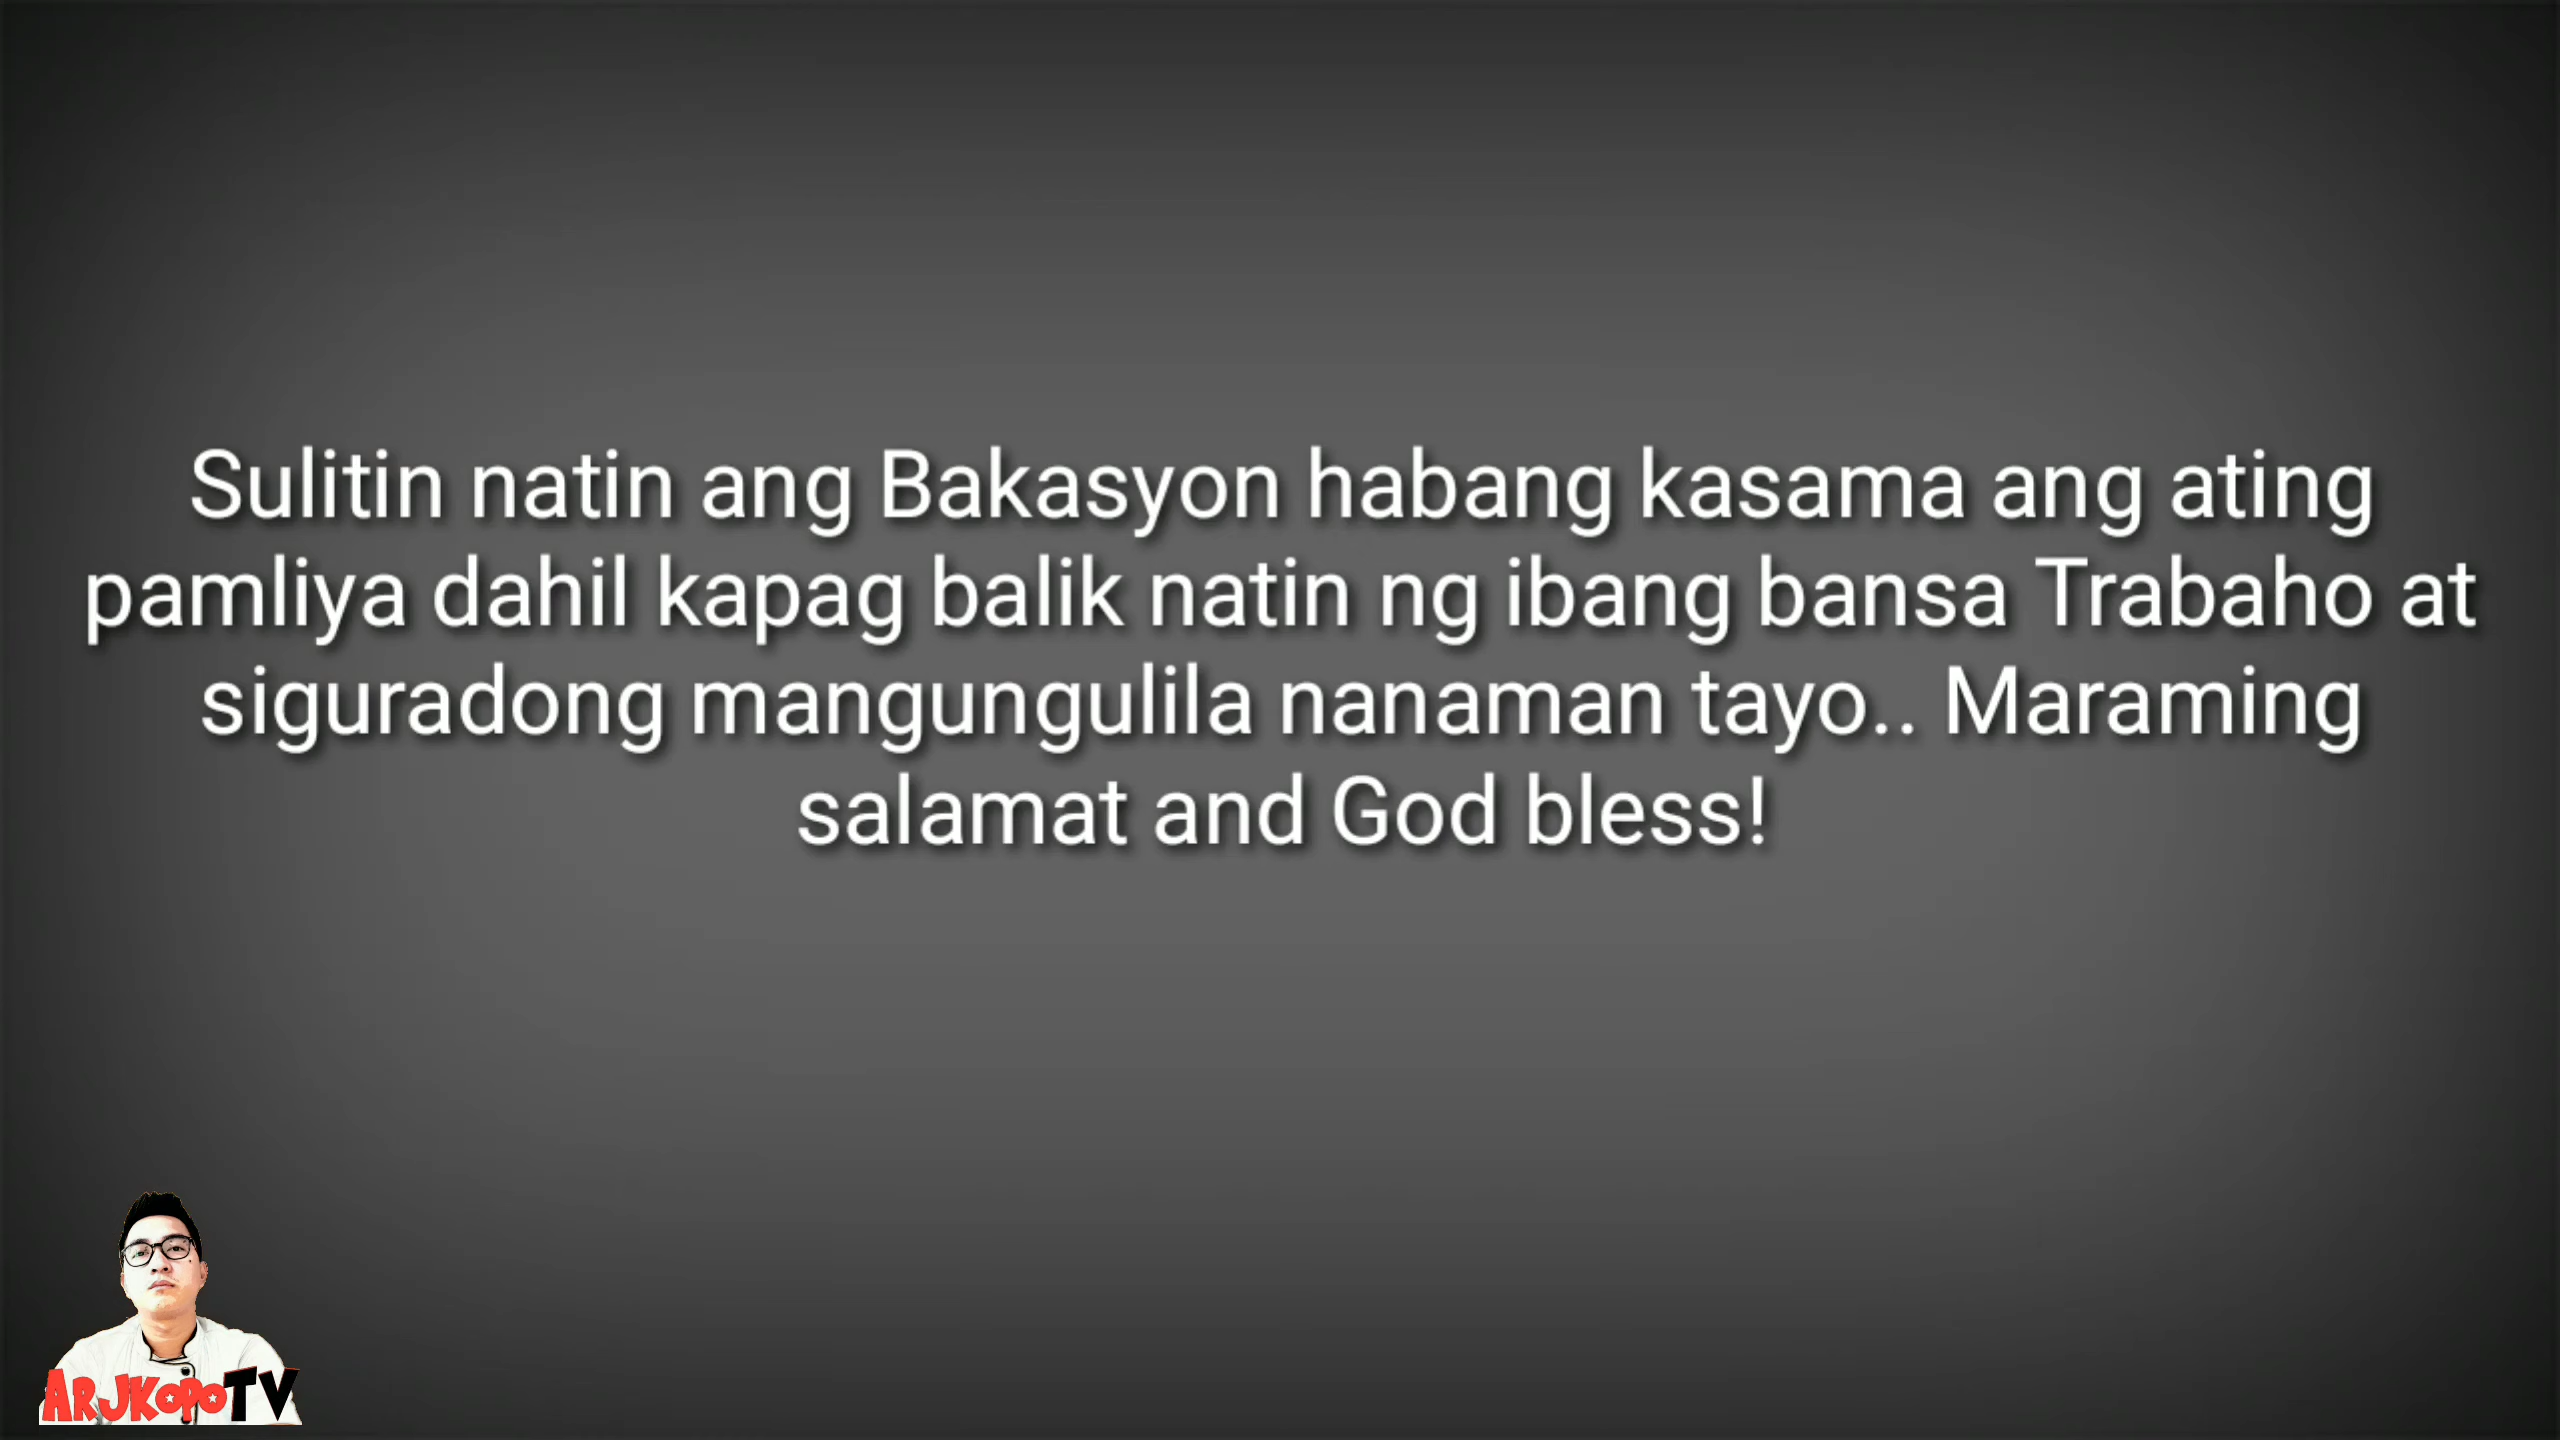 Sulitin natin ang Bakasyon habang kasama ang ating
pamliya dahil kapag balik natin ng ibang bansa Trabaho at
siguradong mangungulila nanaman tayo.. Maraming
salamat and God bless!
ARJKOPOTV